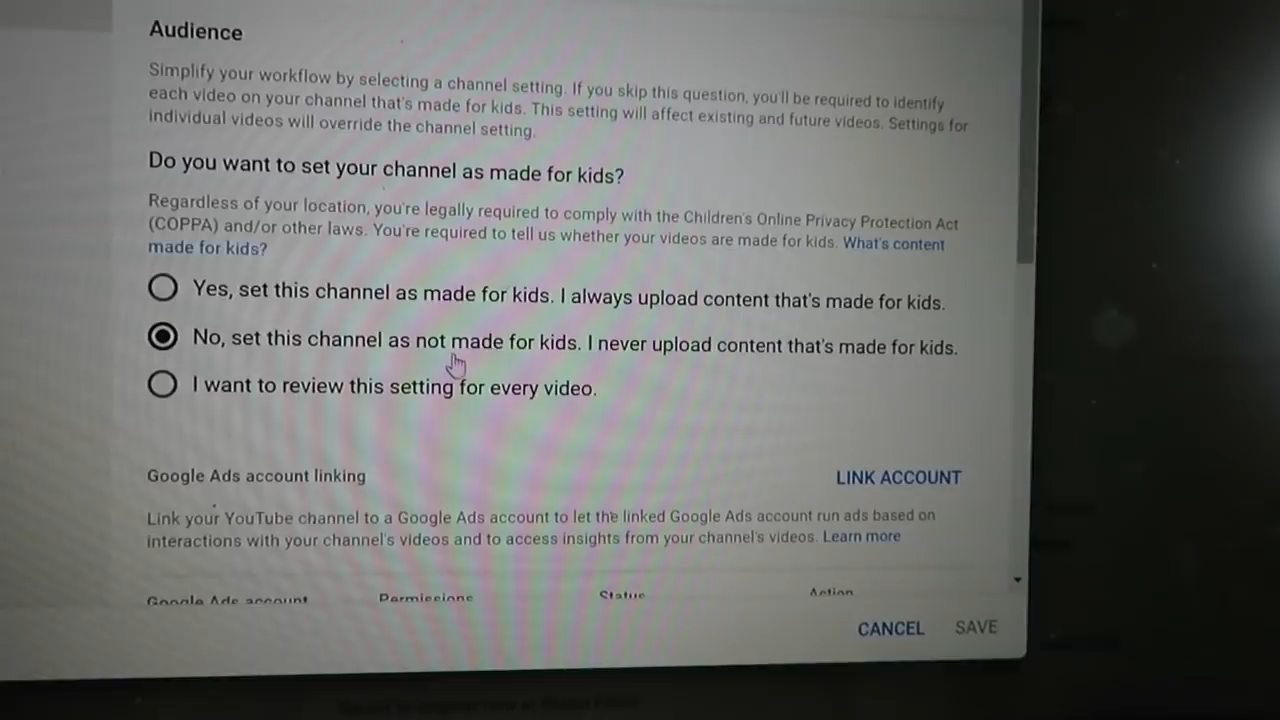 Audience
Simplify your workflow by selecting a channel setting. If you skip this question, you'll be required to identify
each video on your channel that's made for kids. This setting will affect existing and future videos. Settings for
individual videos will override the channel setting.
Do you want to set your channel as made for kids?
Regardless of your location, you're legally required to comply with the Children's Online Privacy Protection Act
(COPPA) and/or other laws. You're required to tell us whether your videos are made for kids. What's content
made for kids?
Yes, set this channel as made for kids. I always upload content that's made for kids.
No, set this channel as not made for kids. I never upload content that's made for kids.
I want to review this setting for every video.
Google Ads account linking LINK ACCOUNT
Link your YouTube channel to a Google Ads account to let the linked Google Ads account run ads based on
interactions with your channel's videos and to access insights from your channel's videos. Learn more
Google Ads account Permissions Status Action
CANCEL SAVE